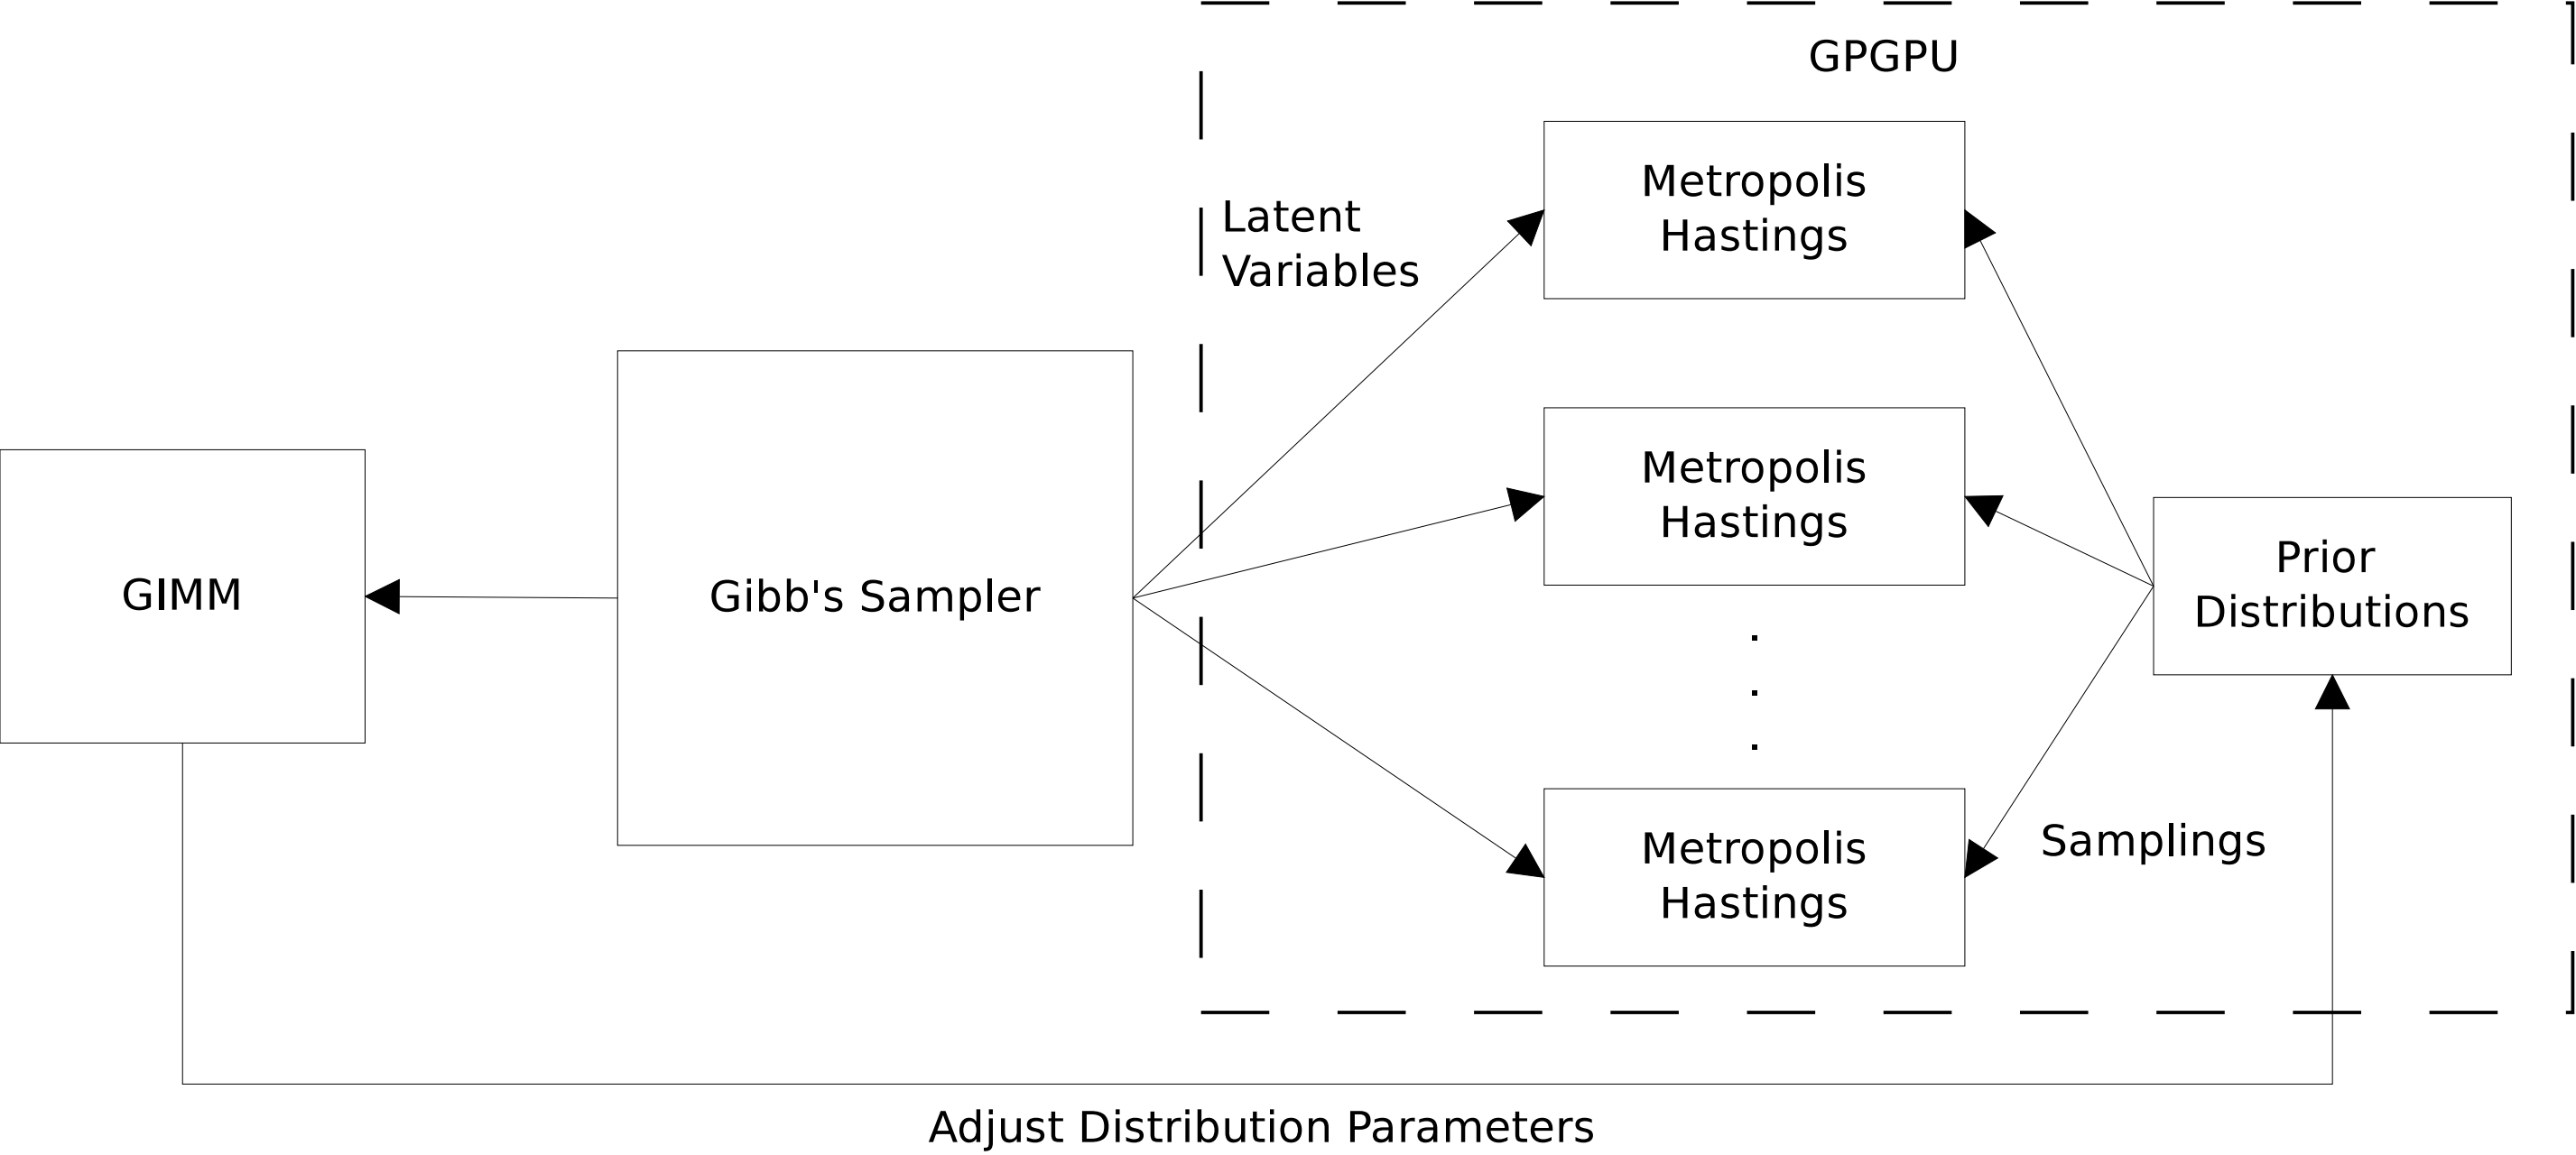 GPGPU
Latent
Variables
Metropolis
Hastings
Metropolis
Hastings
.
.
.
Metropolis
Hastings
GIMM
Gibb's Sampler
Prior
Distributions
Samplings
Adjust Distribution Parameters